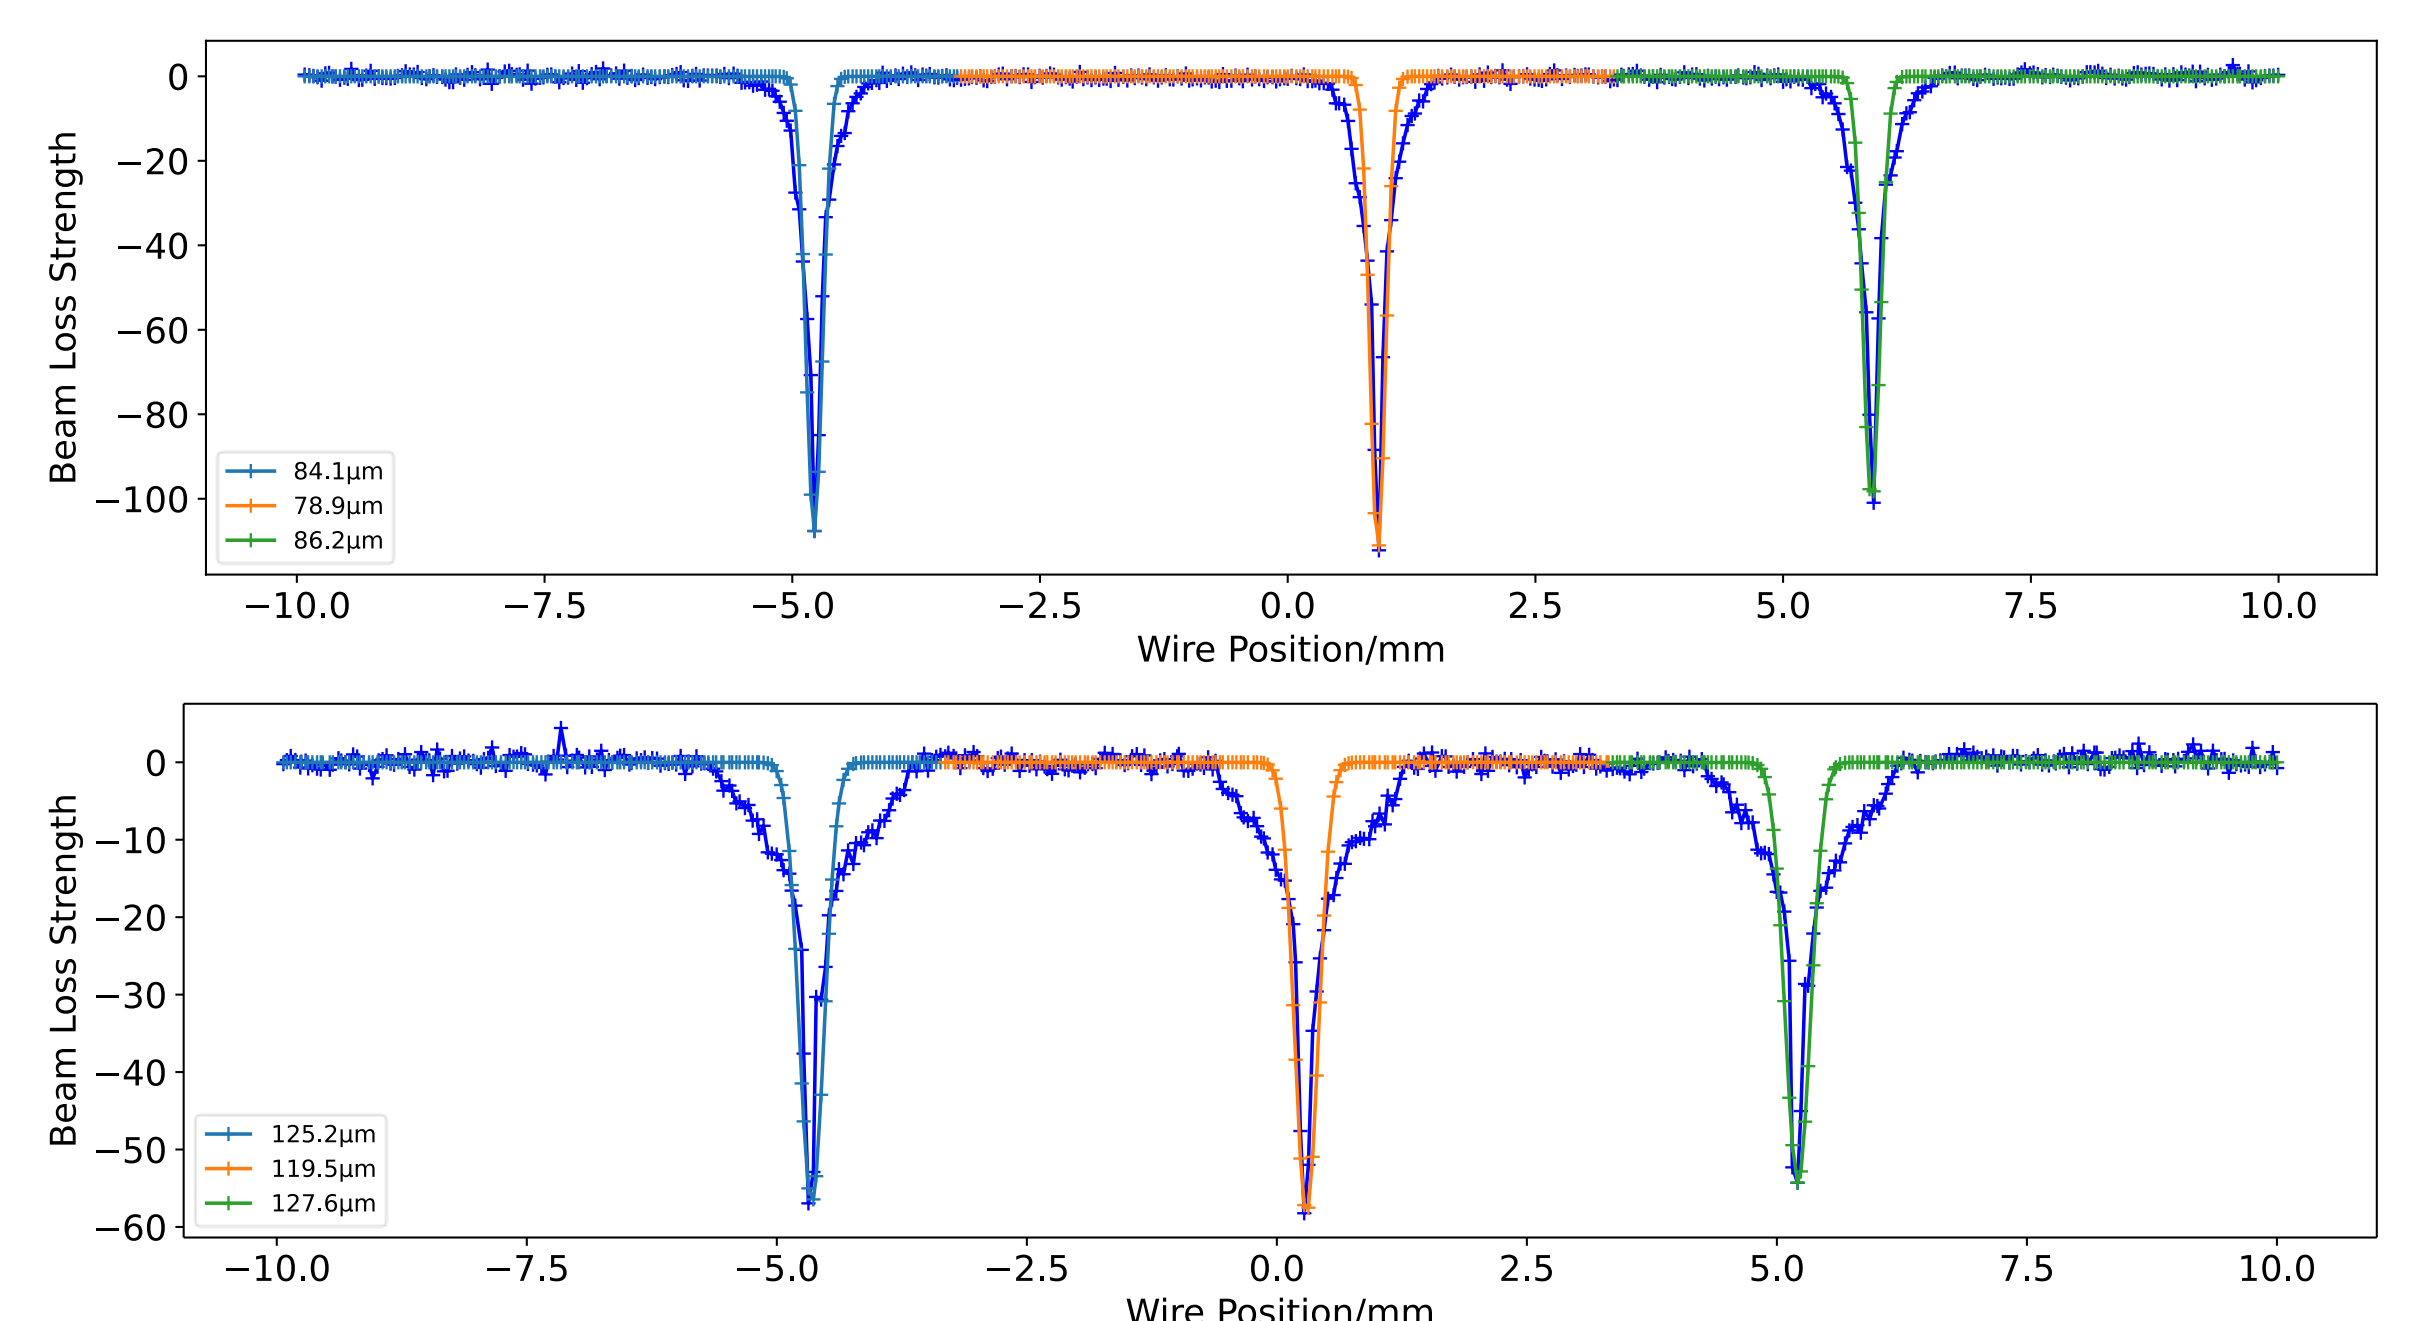 Beam Loss Strength
0
−20
−40
−60
−80
−100
84.1μm
78.9μm
86.2μm
−10.0 −7.5 −5.0 −2.5 0.0 2.5 5.0 7.5 10.0
Wire Position/mm
Beam Loss Strength
0
−10
−20
−30
−40
−50
−60
125.2μm
119.5μm
127.6μm
−10.0 −7.5 −5.0 −2.5 0.0 2.5 5.0 7.5 10.0
Wire Position/mm